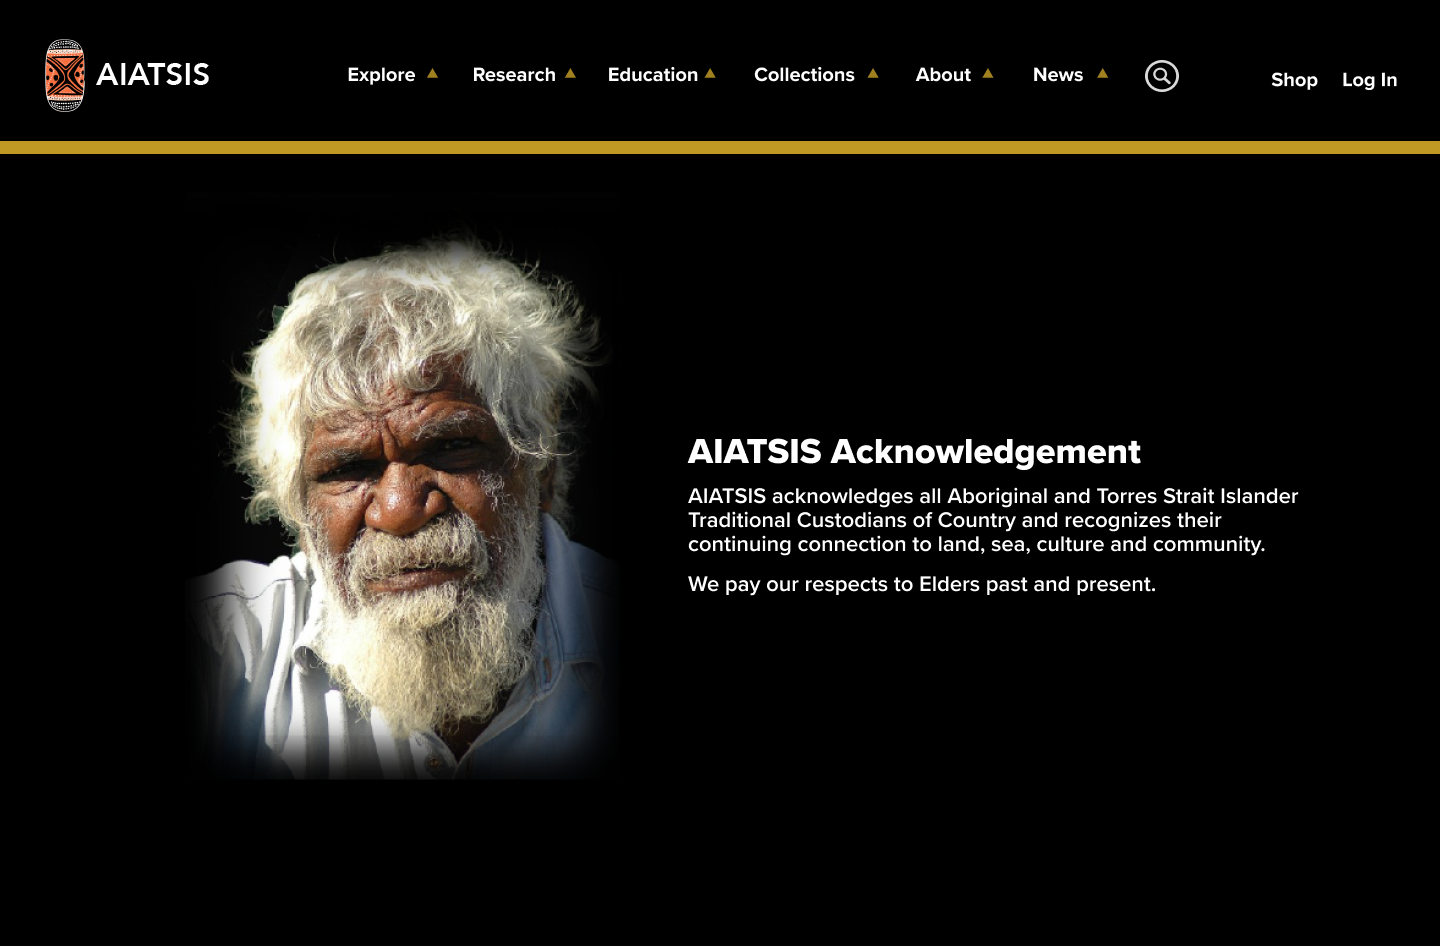 AIATSIS
Explore Research Education Collections About News
Shop Log In
AIATSIS Acknowledgement
AIATSIS acknowledges all Aboriginal and Torres Strait Islander
Traditional Custodians of Country and recognizes their
continuing connection to land, sea, culture and community.
We pay our respects to Elders past and present.